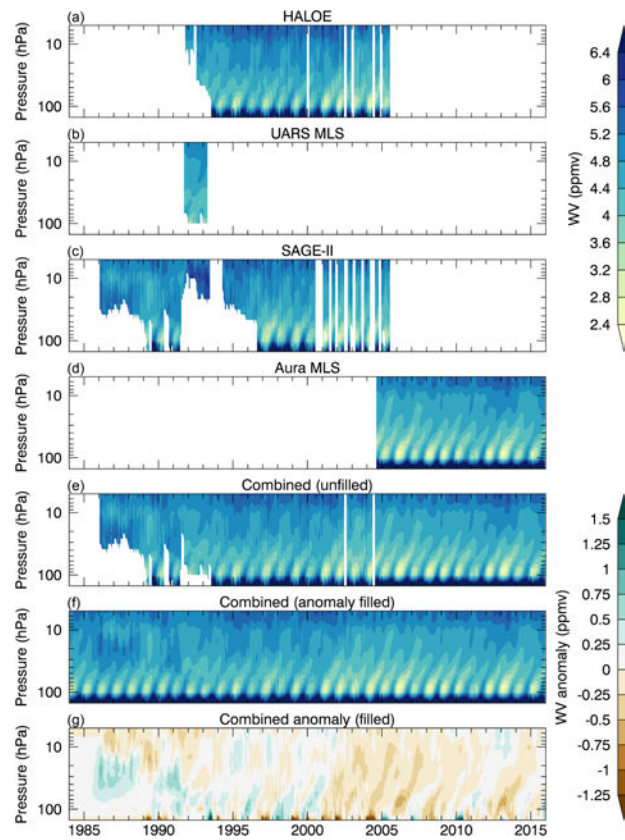 (a) HALOE
Pressure (hPa)
10
100
(b) UARS MLS
Pressure (hPa)
10
100
(c) SAGE-II
Pressure (hPa)
10
100
(d) Aura MLS
Pressure (hPa)
10
100
(e) Combined (unfilled)
Pressure (hPa)
10
100
(f) Combined (anomaly filled)
Pressure (hPa)
10
100
(g) Combined anomaly (filled)
Pressure (hPa)
10
100
1985 1990 1995 2000 2005 2010 2015
WV (ppmv)
6.4
6
5.6
5.2
4.8
4.4
4
3.6
3.2
2.8
2.4
WV anomaly (ppmv)
1.5
1.25
1
0.75
0.5
0.25
0
-0.25
-0.5
-0.75
-1
-1.25